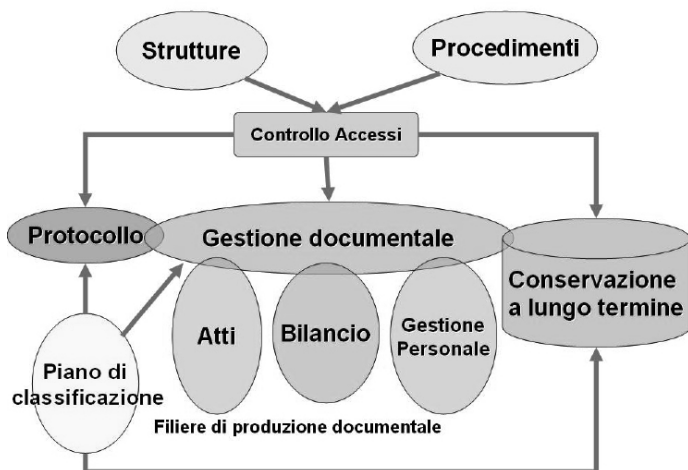 Strutture
Procedimenti
Controllo Accessi
Protocollo
Gestione documentale
Conservazione
a lungo termine
Atti
Bilancio
Gestione
Personale
Piano di
classificazione
Filiere di produzione documentale